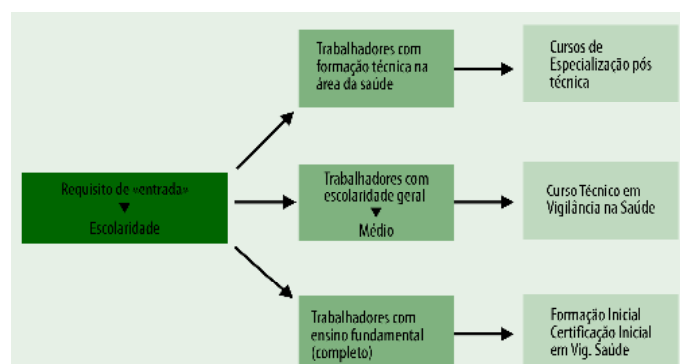 Requisito de «entrada»
▼
Escolaridade
Trabalhadores com
formação técnica na
área da saúde
Cursos de
Especialização pós
técnica
Trabalhadores com
escolaridade geral
▼
Médio
Curso Técnico em
Vigilância na Saúde
Trabalhadores com
ensino fundamental
(completo)
Formação Inicial
Certificação Inicial
em Vig. Saúde